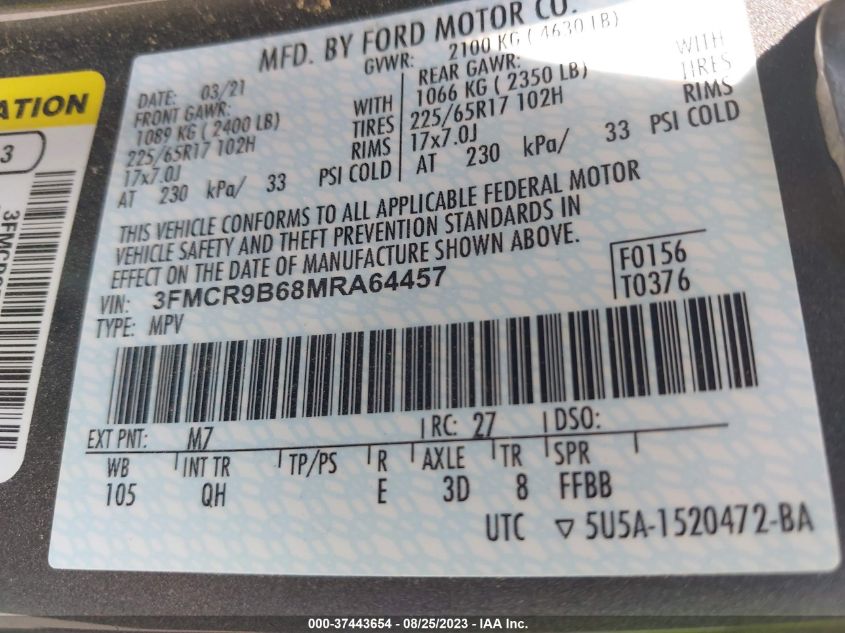 MFD. BY FORD MOTOR CO.
DATE: 03/21
GVWR: 2100 KG ( 4630 LB)
FRONT GAWR:
1089 KG ( 2400 LB) WITH
225/65R17 102H TIRES
17x7.0J RIMS
AT 230 kPa/ 33 PSI COLD
REAR GAWR: WITH
1066 KG ( 2350 LB) TIRES
225/65R17 102H RIMS
17x7.0J
AT 230 kPa/ 33 PSI COLD
THIS VEHICLE CONFORMS TO ALL APPLICABLE FEDERAL MOTOR
VEHICLE SAFETY AND THEFT PREVENTION STANDARDS IN
EFFECT ON THE DATE OF MANUFACTURE SHOWN ABOVE.
F0156
T0376
VIN: 3FMCR9B68MRA64457
TYPE: MPV
EXT PNT: M7 RC: 27 DSO:
WB INT TR TP/PS R AXLE TR SPR
105 QH E 3D 8 FFBB
UTC ▽ 5U5A-1520472-BA
ATION
3
000-37443654 / 08/25/2023 - IAA Inc.